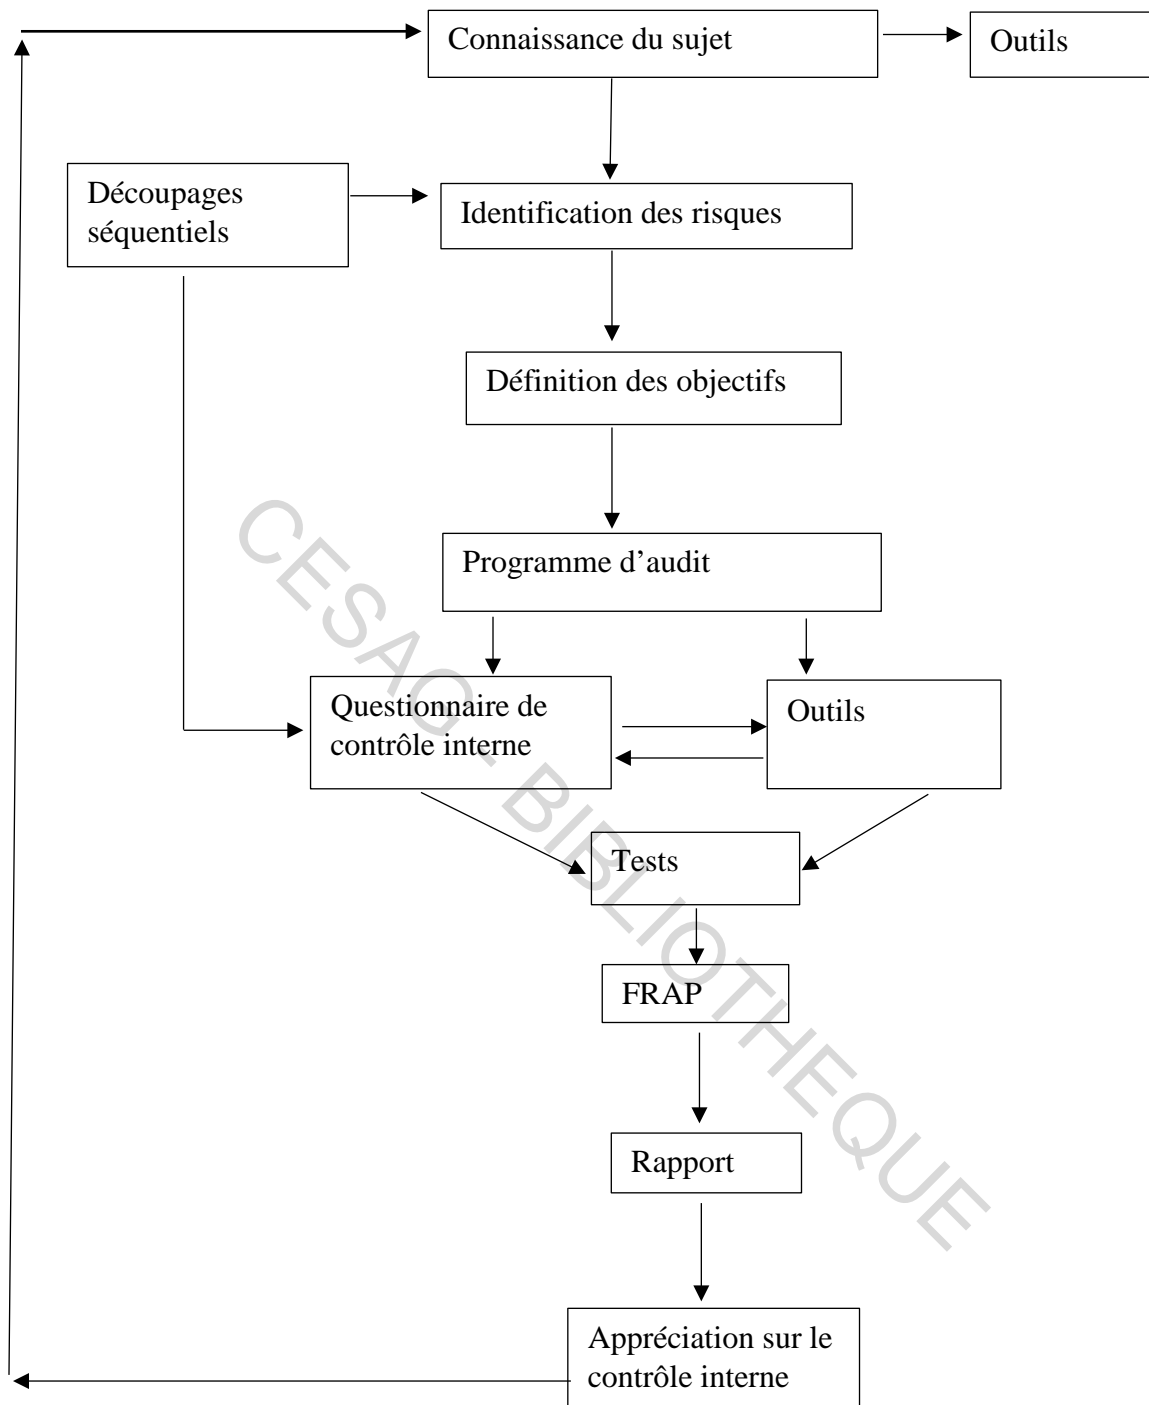 Connaissance du sujet
Outils
Découpages
séquentiels
Identification des risques
Définition des objectifs
Programme d’audit
Questionnaire de
contrôle interne
Outils
Tests
FRAP
Rapport
Appréciation sur le
contrôle interne
CESAG - BIBLIOTHEQUE